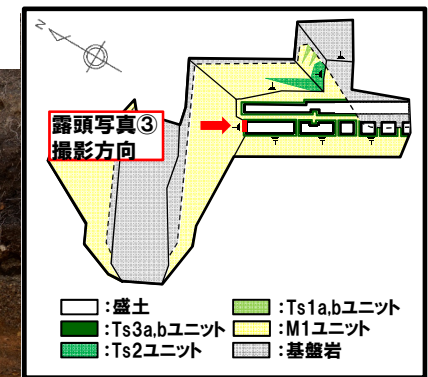 N
露頭写真③
撮影方向
:盛土
:Ts1a,bユニット
:Ts3a,bユニット
:M1ユニット
:Ts2ユニット
:基盤岩